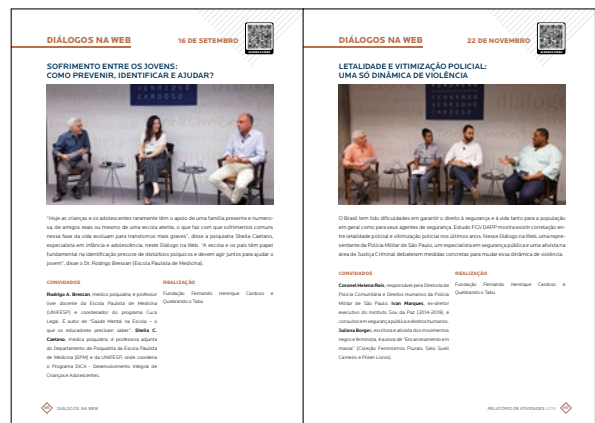 DIÁLOGOS NA WEB
16 DE SETEMBRO
SOFRIMENTO ENTRE OS JOVENS:
COMO PREVENIR, IDENTIFICAR E AJUDAR?
HENRIQUE
CARDOSO
"Hoje as crianças e os adolescentes raramente têm o apoio de uma família presente e numero-
sa, de amigos reais ou mesmo de uma escola atenta, o que faz com que sofrimentos comuns
nessa fase da vida evoluam para transtornos mais graves", disse a psiquiatra Sheila Caetano,
especialista em infância e adolescência, neste Diálogo na Web. "A escola e os pais têm papel
fundamental na identificação precoce de distúrbios psíquicos e devem agir juntos para ajudar o
jovem", disse o Dr. Rodrigo Bressan (Escola Paulista de Medicina).
CONVIDADOS
Rodrigo A. Bressan, médico psiquiatra, é professor
livre docente da Escola Paulista de Medicina
(UNIFESP) e coordenador do programa Cuca
Legal. É autor de "Saúde Mental na Escola – o
que os educadores precisam saber". Sheila C.
Caetano, médica psiquiatra, é professora adjunta
do Departamento de Psiquiatria da Escola Paulista
de Medicina (EPM) e da UNIFESP, onde coordena
o Programa DICA - Desenvolvimento Integral de
Crianças e Adolescentes.
REALIZAÇÃO
Fundação Fernando Henrique Cardoso e
Quebrando o Tabu
DIÁLOGOS NA WEB
DIÁLOGOS NA WEB
22 DE NOVEMBRO
LETALIDADE E VITIMIZAÇÃO POLICIAL:
UMA SÓ DINÂMICA DE VIOLÊNCIA
HENRIQUE
CARDOSO
O Brasil tem tido dificuldades em garantir o direito à segurança e à vida tanto para a população
em geral como para seus agentes de segurança. Estudo FGV DAPP mostra existir correlação en-
tre letalidade policial e vitimização policial nos últimos anos. Neste Diálogo na Web, uma repre-
sentante da Polícia Militar de São Paulo, um especialista em segurança pública e uma ativista na
área de Justiça Criminal debateram medidas concretas para mudar essa dinâmica de violência.
CONVIDADOS
Coronel Helena Reis, responsável pela Diretoria de
Polícia Comunitária e Direitos Humanos da Polícia
Militar de São Paulo. Ivan Marques, ex-diretor
executivo do Instituto Sou da Paz (2014-2019), é
consultor em segurança pública e direitos humanos.
Juliana Borges, escritora e ativista dos movimentos
negro e feminista, é autora de "Encarceramento em
massa" (Coleção Feminismos Plurais, Selo Sueli
Carneiro e Pólen Livros).
REALIZAÇÃO
Fundação Fernando Henrique Cardoso e
Quebrando o Tabu
RELATÓRIO DE ATIVIDADES 2019